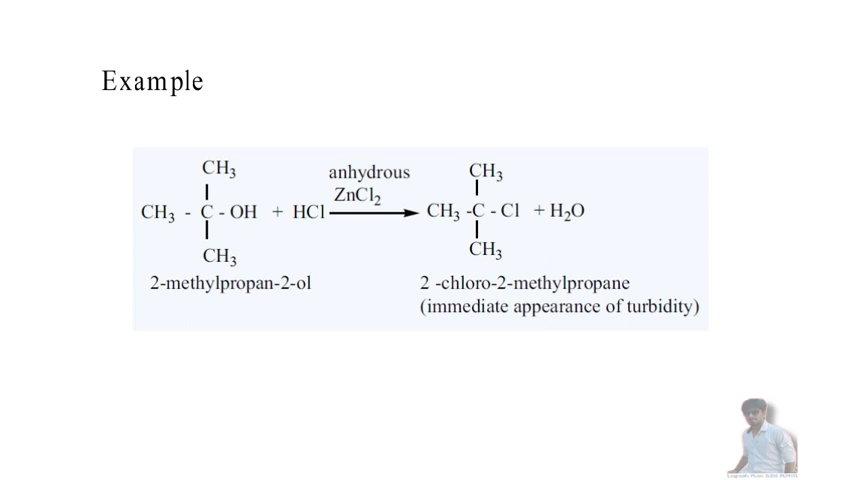 Example
CH3
anhydrous
CH3
ZnCl2
CH3 - C - OH + HCl
CH3 -C - Cl + H2O
CH3
CH3
2-methylpropan-2-ol
2 -chloro-2-methylpropane
(immediate appearance of turbidity)